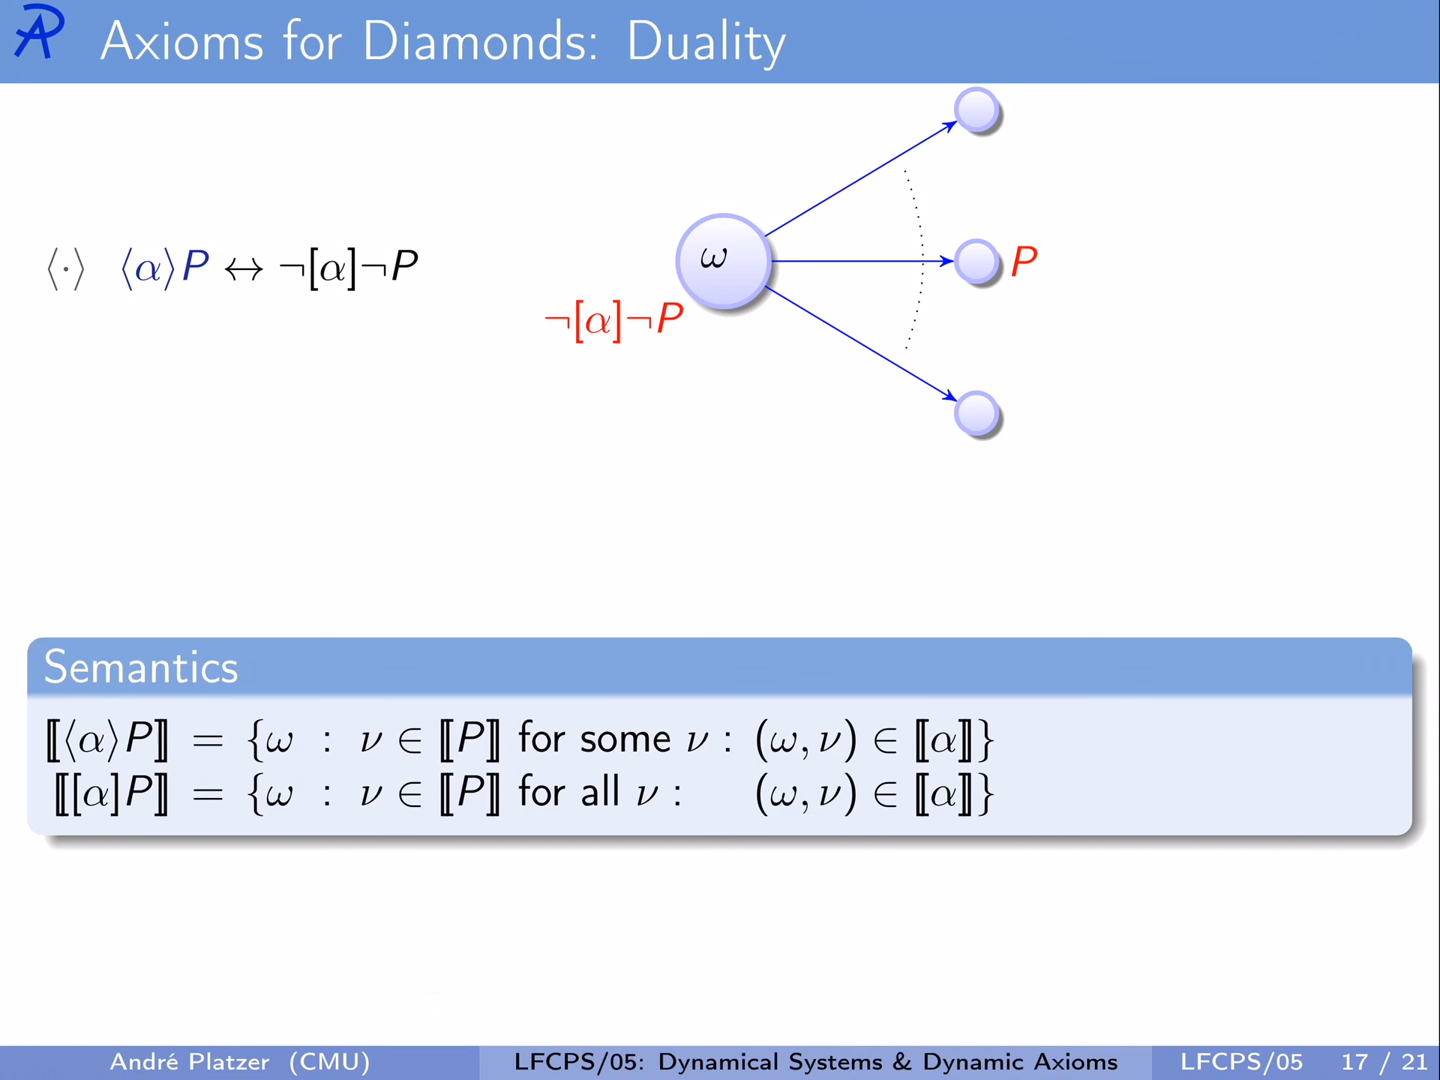 Axioms for Diamonds: Duality
⟨·⟩ ⟨α⟩P ↔ ¬[α]¬P
ω
P
¬[α]¬P
Semantics
⟦⟨α⟩P⟧ = {ω : ν ∈ ⟦P⟧ for some ν : (ω, ν) ∈ ⟦α⟧}
⟦[α]P⟧ = {ω : ν ∈ ⟦P⟧ for all ν : (ω, ν) ∈ ⟦α⟧}
André Platzer (CMU) LFCPS/05: Dynamical Systems & Dynamic Axioms LFCPS/05 17 / 21